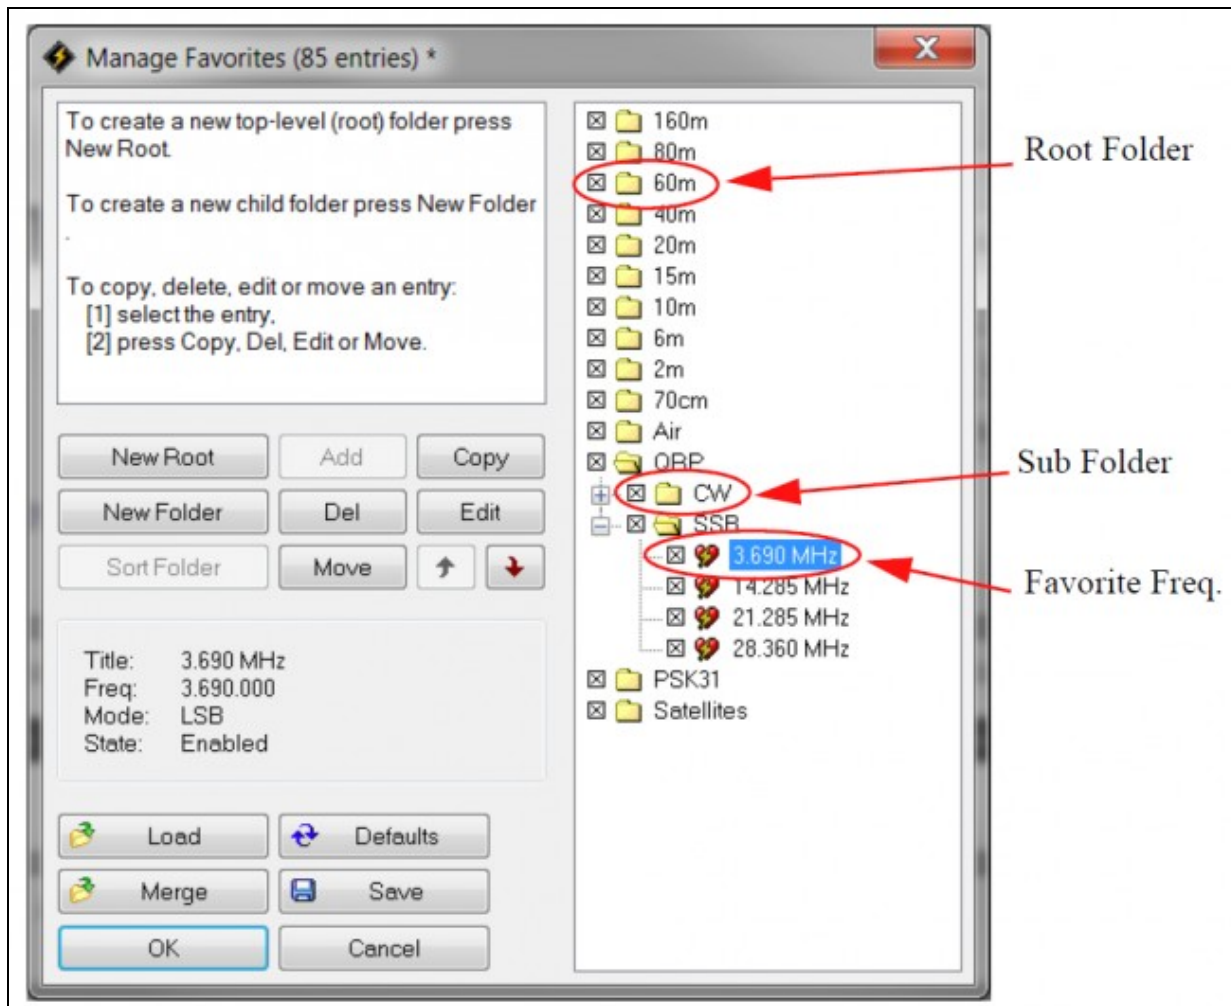 Manage Favorites (85 entries) *
To create a new top-level (root) folder press
New Root.
To create a new child folder press New Folder
.
To copy, delete, edit or move an entry:
[1] select the entry,
[2] press Copy, Del, Edit or Move.
New Root
Add
Copy
New Folder
Del
Edit
Sort Folder
Move
Title: 3.690 MHz
Freq: 3.690.000
Mode: LSB
State: Enabled
Load
Defaults
Merge
Save
OK
Cancel
160m
80m
60m
40m
20m
15m
10m
6m
2m
70cm
Air
QRP
CW
SSB
3.690 MHz
14.285 MHz
21.285 MHz
28.360 MHz
PSK31
Satellites
Root Folder
Sub Folder
Favorite Freq.